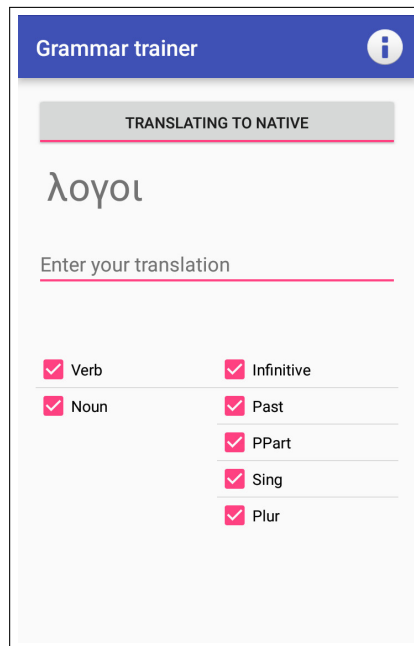 Grammar trainer
TRANSLATING TO NATIVE
λογοι
Enter your translation
Verb Infinitive
Noun Past
PPart
Sing
Plur